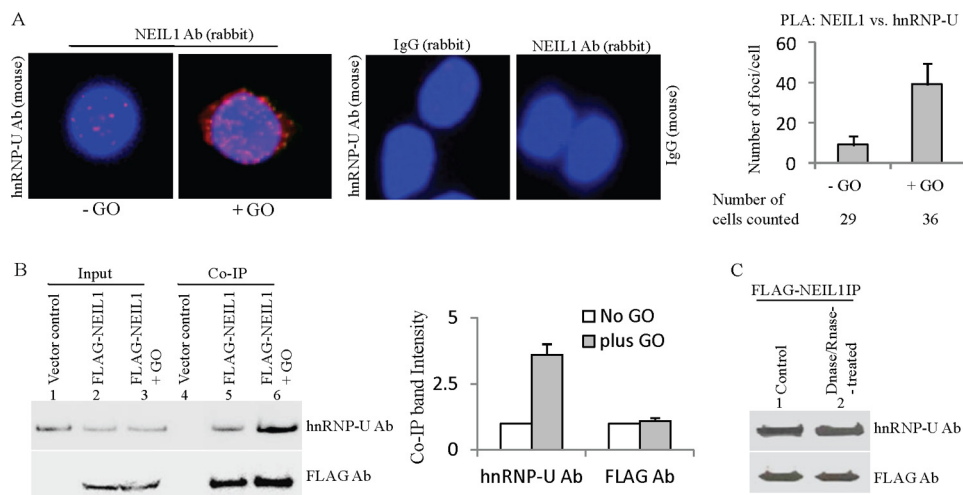 A
NEIL1 Ab (rabbit)
hnRNP-U Ab (mouse)
- GO
+ GO
IgG (rabbit)
NEIL1 Ab (rabbit)
hnRNP-U Ab (mouse)
IgG (mouse)
PLA: NEIL1 vs. hnRNP-U
Number of foci/cell
60
40
20
0
- GO
+ GO
Number of
cells counted
29
36
B
Input
Co-IP
Vector control
FLAG-NEIL1
FLAG-NEIL1
+ GO
Vector control
FLAG-NEIL1
FLAG-NEIL1
+ GO
1 2 3 4 5 6
hnRNP-U Ab
FLAG Ab
Co-IP band Intensity
5
2.5
0
No GO
plus GO
hnRNP-U Ab
FLAG Ab
C
FLAG-NEIL1IP
Control
Dnase/Rnase-
- treated
1 2
hnRNP-U Ab
FLAG Ab